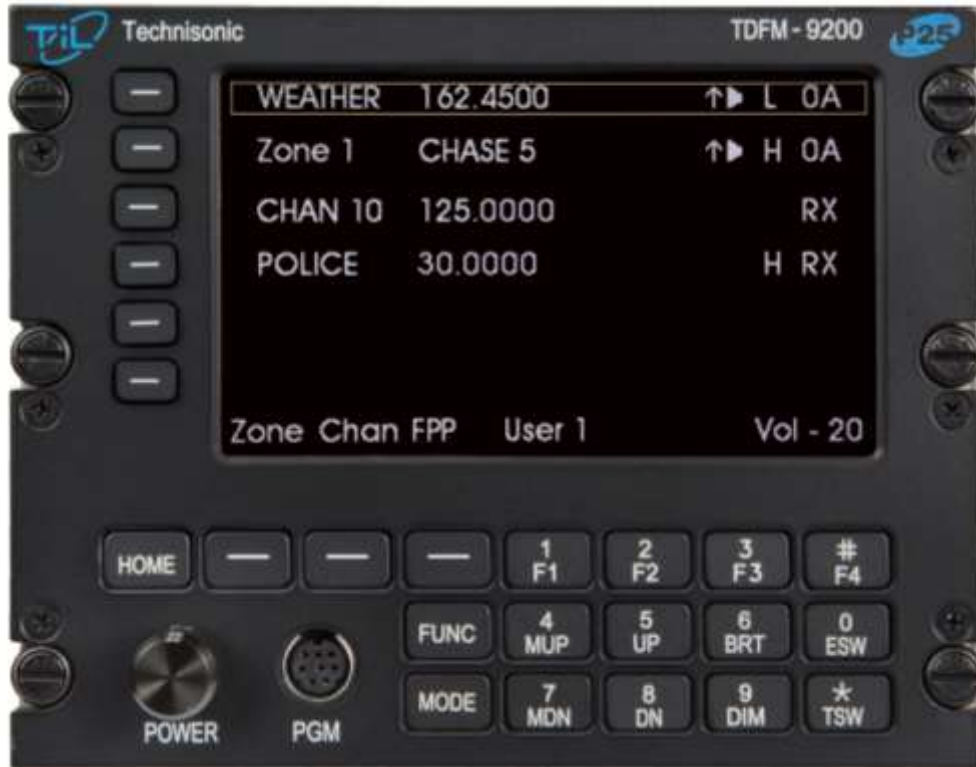 TiL Technisonic TDFM - 9200 P25
WEATHER 162.4500 ↑ L 0A
Zone 1 CHASE 5 ↑ H 0A
CHAN 10 125.0000 RX
POLICE 30.0000 H RX
Zone Chan FPP User 1 Vol - 20
HOME 1 2 3 #
F1 F2 F3 F4
FUNC 4 5 6 0
MUP UP BRT ESW
MODE 7 8 9 *
MDN DN DIM TSW
POWER PGM